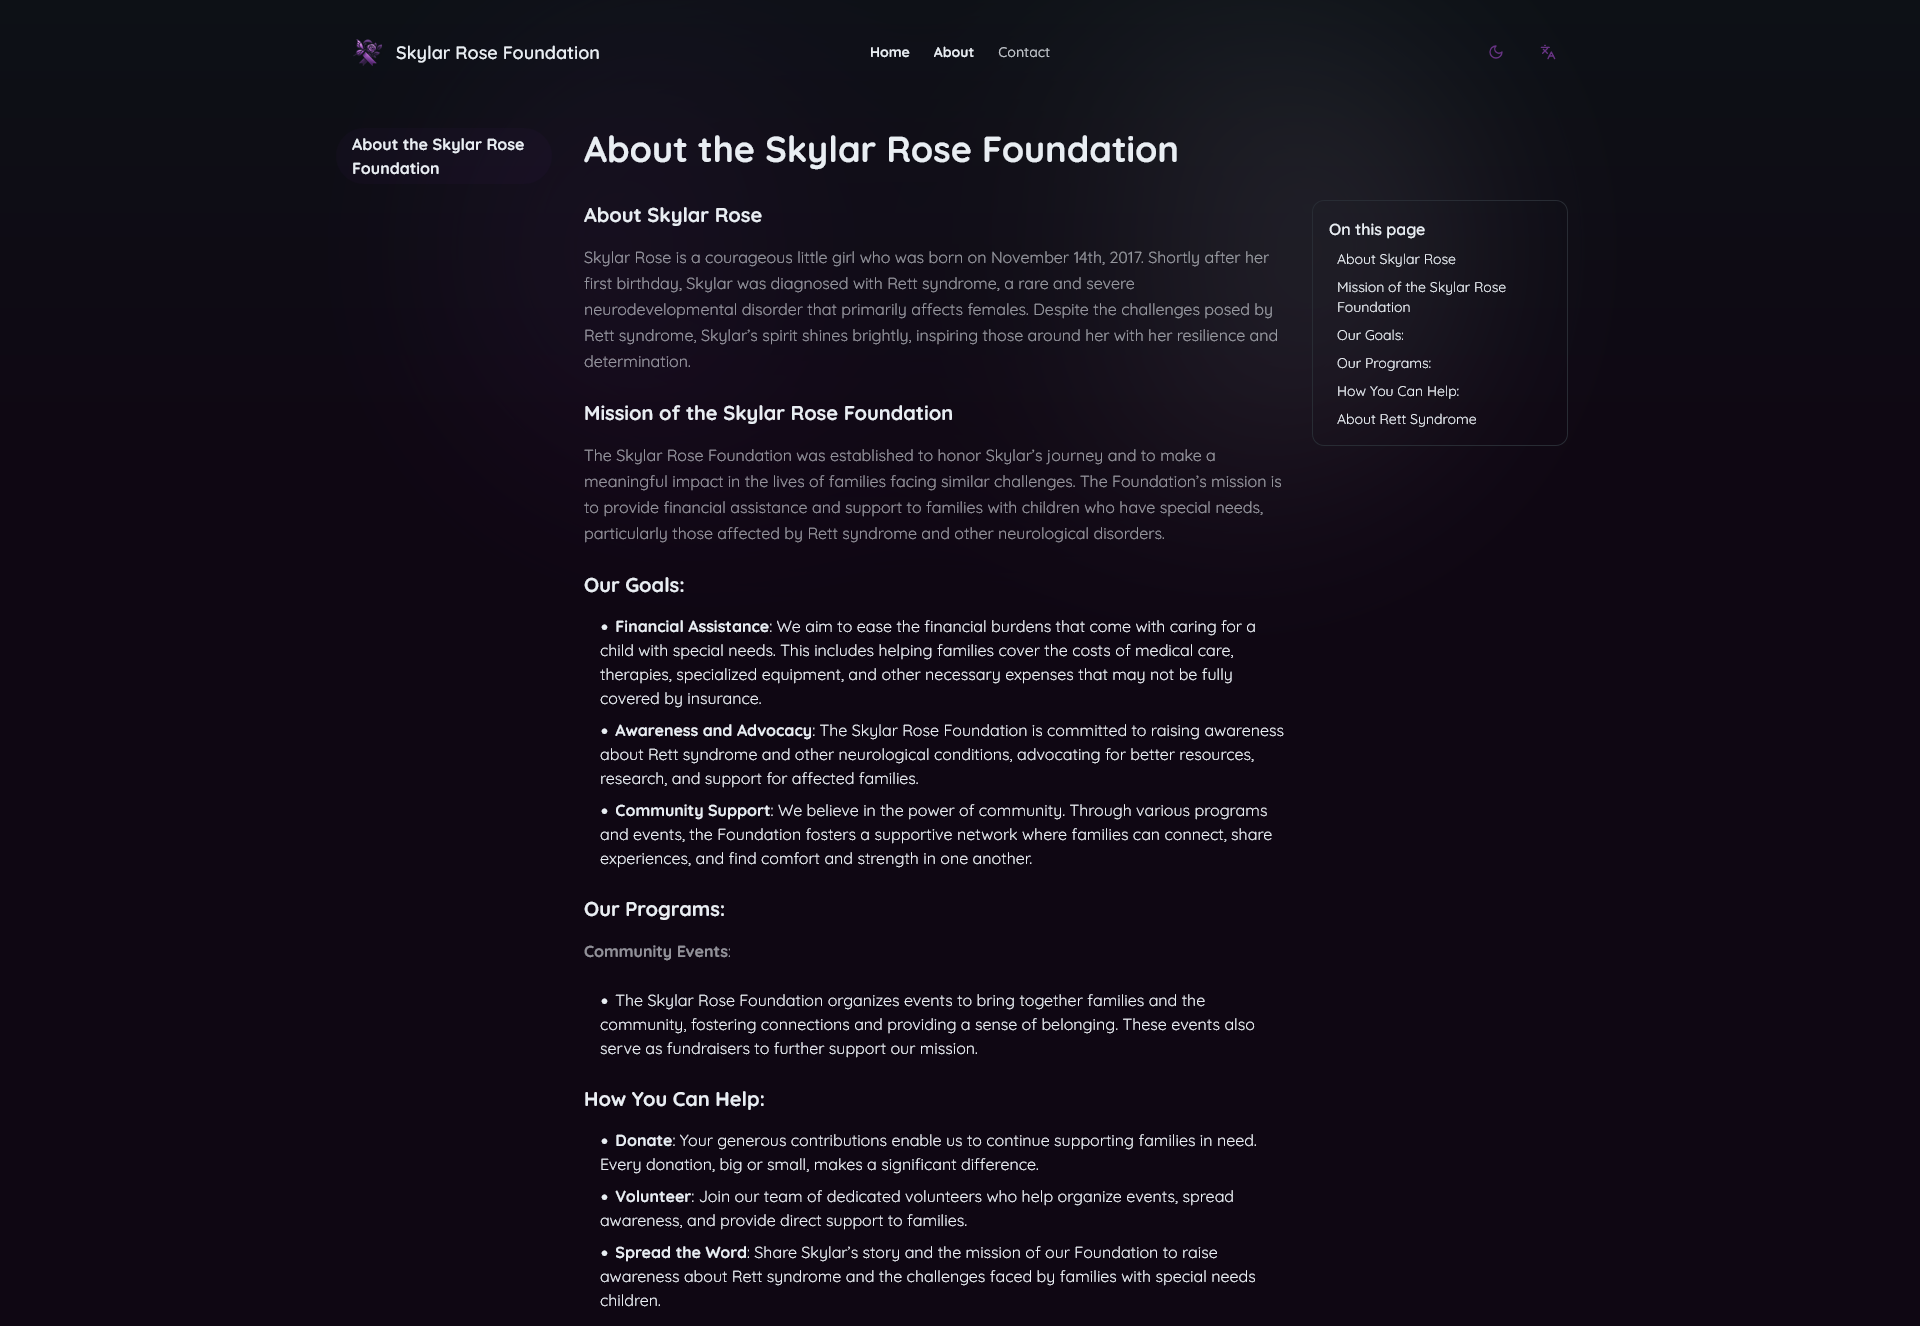 Skylar Rose Foundation
Home
About
Contact
About the Skylar Rose
Foundation
About the Skylar Rose Foundation
About Skylar Rose
Skylar Rose is a courageous little girl who was born on November 14th, 2017. Shortly after her
first birthday, Skylar was diagnosed with Rett syndrome, a rare and severe
neurodevelopmental disorder that primarily affects females. Despite the challenges posed by
Rett syndrome, Skylar’s spirit shines brightly, inspiring those around her with her resilience and
determination.
Mission of the Skylar Rose Foundation
The Skylar Rose Foundation was established to honor Skylar’s journey and to make a
meaningful impact in the lives of families facing similar challenges. The Foundation’s mission is
to provide financial assistance and support to families with children who have special needs,
particularly those affected by Rett syndrome and other neurological disorders.
Our Goals:
• Financial Assistance: We aim to ease the financial burdens that come with caring for a
child with special needs. This includes helping families cover the costs of medical care,
therapies, specialized equipment, and other necessary expenses that may not be fully
covered by insurance.
• Awareness and Advocacy: The Skylar Rose Foundation is committed to raising awareness
about Rett syndrome and other neurological conditions, advocating for better resources,
research, and support for affected families.
• Community Support: We believe in the power of community. Through various programs
and events, the Foundation fosters a supportive network where families can connect, share
experiences, and find comfort and strength in one another.
Our Programs:
Community Events:
• The Skylar Rose Foundation organizes events to bring together families and the
community, fostering connections and providing a sense of belonging. These events also
serve as fundraisers to further support our mission.
How You Can Help:
• Donate: Your generous contributions enable us to continue supporting families in need.
Every donation, big or small, makes a significant difference.
• Volunteer: Join our team of dedicated volunteers who help organize events, spread
awareness, and provide direct support to families.
• Spread the Word: Share Skylar’s story and the mission of our Foundation to raise
awareness about Rett syndrome and the challenges faced by families with special needs
children.
On this page
About Skylar Rose
Mission of the Skylar Rose
Foundation
Our Goals:
Our Programs:
How You Can Help:
About Rett Syndrome